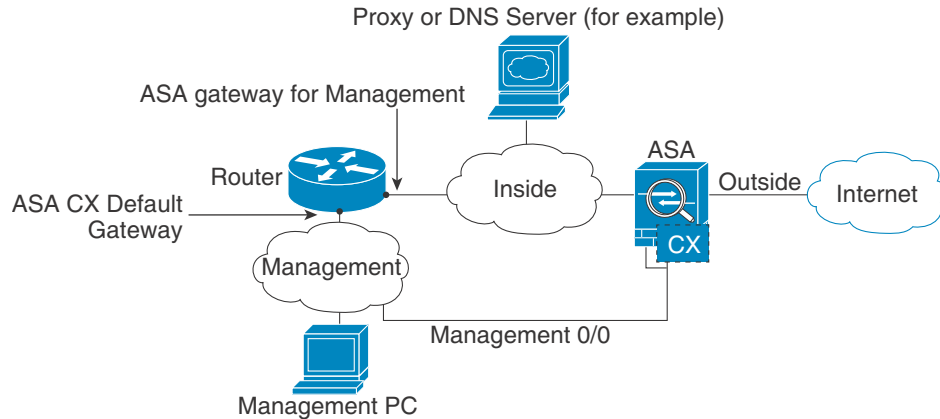 Proxy or DNS Server (for example)
ASA gateway for Management
ASA
Router
Inside
Outside
Internet
ASA CX Default
Gateway
CX
Management
Management 0/0
Management PC